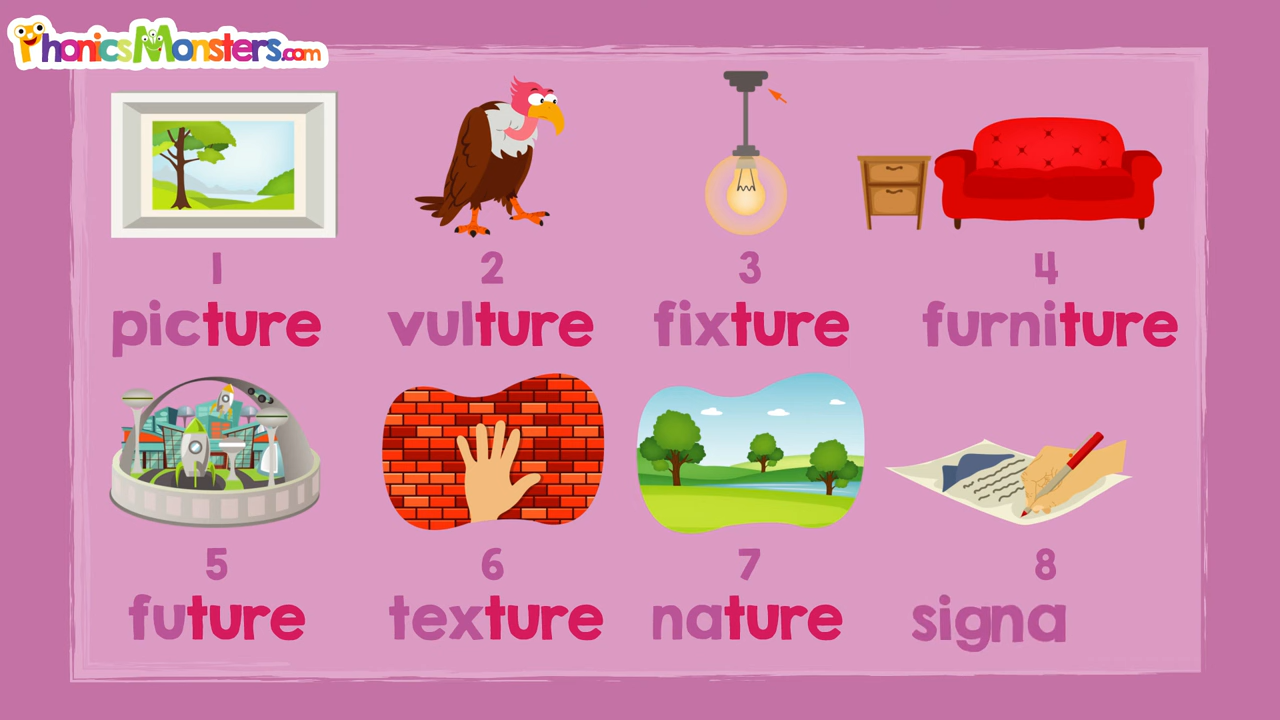 PhonicsMonsters.com
1 2 3 4
picture vulture fixture furniture
5 6 7 8
future texture nature signa